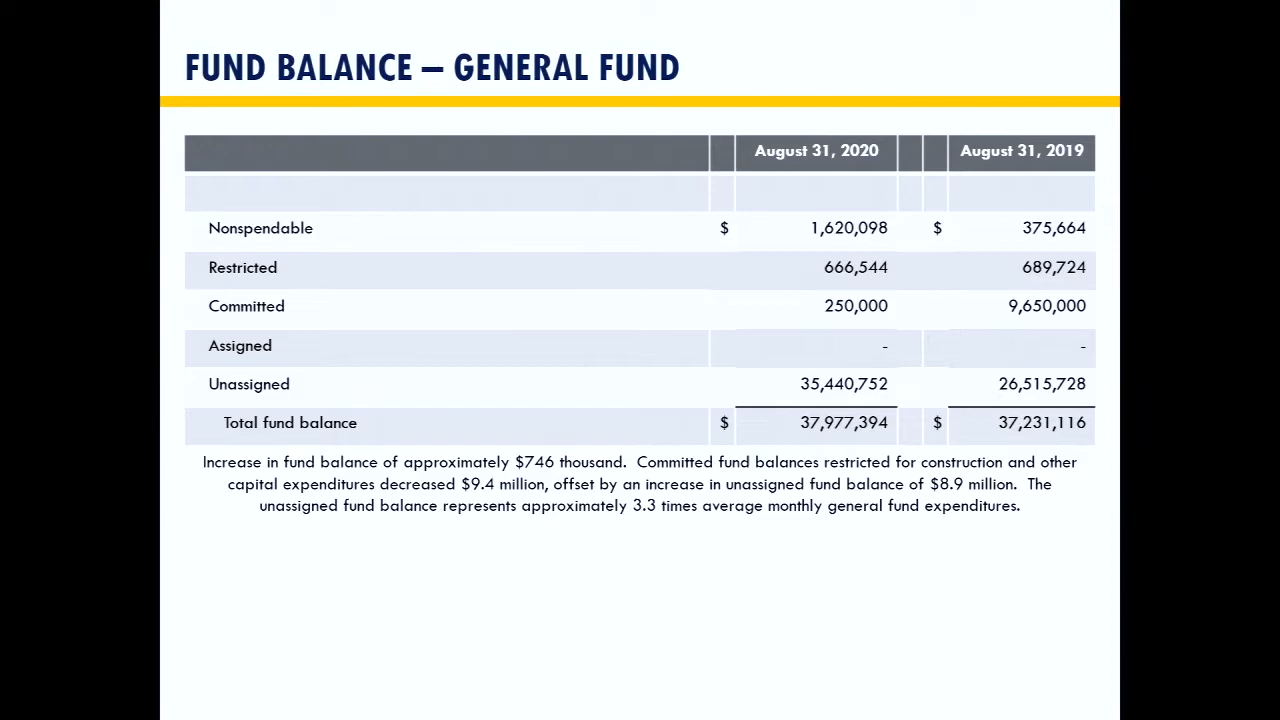 FUND BALANCE – GENERAL FUND
August 31, 2020 August 31, 2019
Nonspendable $ 1,620,098 $ 375,664
Restricted 666,544 689,724
Committed 250,000 9,650,000
Assigned - -
Unassigned 35,440,752 26,515,728
Total fund balance $ 37,977,394 $ 37,231,116
Increase in fund balance of approximately $746 thousand. Committed fund balances restricted for construction and other
capital expenditures decreased $9.4 million, offset by an increase in unassigned fund balance of $8.9 million. The
unassigned fund balance represents approximately 3.3 times average monthly general fund expenditures.